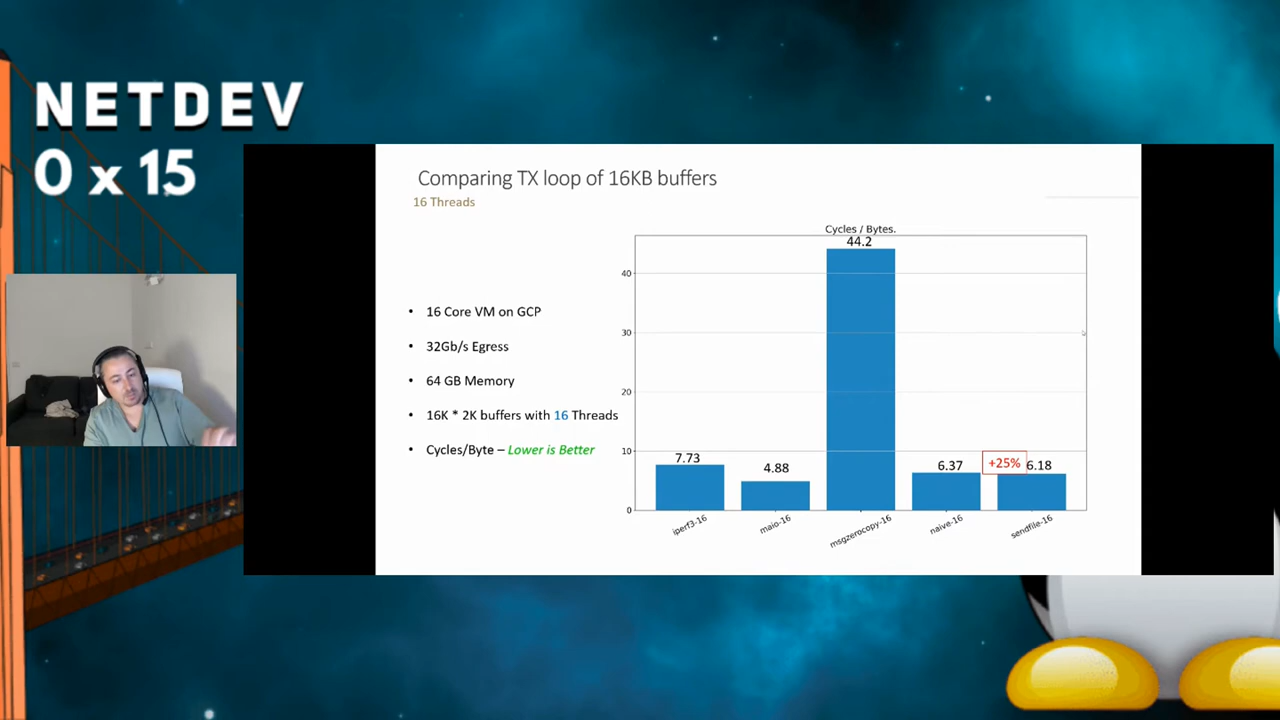 NETDEV
0 x 15
Comparing TX loop of 16KB buffers
16 Threads
• 16 Core VM on GCP
• 32Gb/s Egress
• 64 GB Memory
• 16K * 2K buffers with 16 Threads
• Cycles/Byte – Lower is Better
Cycles / Bytes.
44.2
40
30
20
10
0
7.73
4.88
6.37
+25%
6.18
iperf3-16
maio-16
msgzerocopy-16
naive-16
sendfile-16